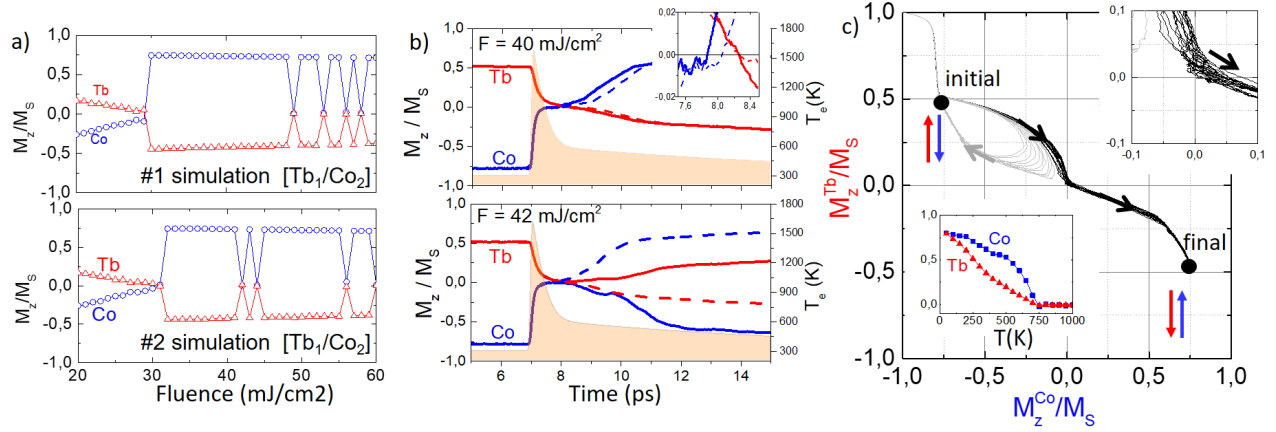 a)
M_z/M_S
1,0
0,5
0,0
-0,5
-1,0
Tb
Co
#1 simulation [Tb₁/Co₂]
M_z/M_S
1,0
0,5
0,0
-0,5
-1,0
Tb
Co
#2 simulation [Tb₁/Co₂]
20 30 40 50 60
Fluence (mJ/cm2)
b)
F = 40 mJ/cm²
M_z / M_S
1,0
0,5
0,0
-0,5
-1,0
Tb
Co
0,02
0,00
-0,02
7,6 8,0 8,4
T_e(K)
1800
1500
1200
900
600
300
F = 42 mJ/cm²
M_z / M_S
1,0
0,5
0,0
-0,5
-1,0
Tb
Co
T_e(K)
1800
1500
1200
900
600
300
6 8 10 12 14
Time (ps)
c)
M_z^Tb/M_S
1,0
0,5
0,0
-0,5
-1,0
initial
final
0,1
0,0
-0,1
-0,1 0,0 0,1
Co
Tb
1,0
0,5
0,0
0 250 500 750 1000
T(K)
-1,0 -0,5 0,0 0,5 1,0
M_z^Co/M_S